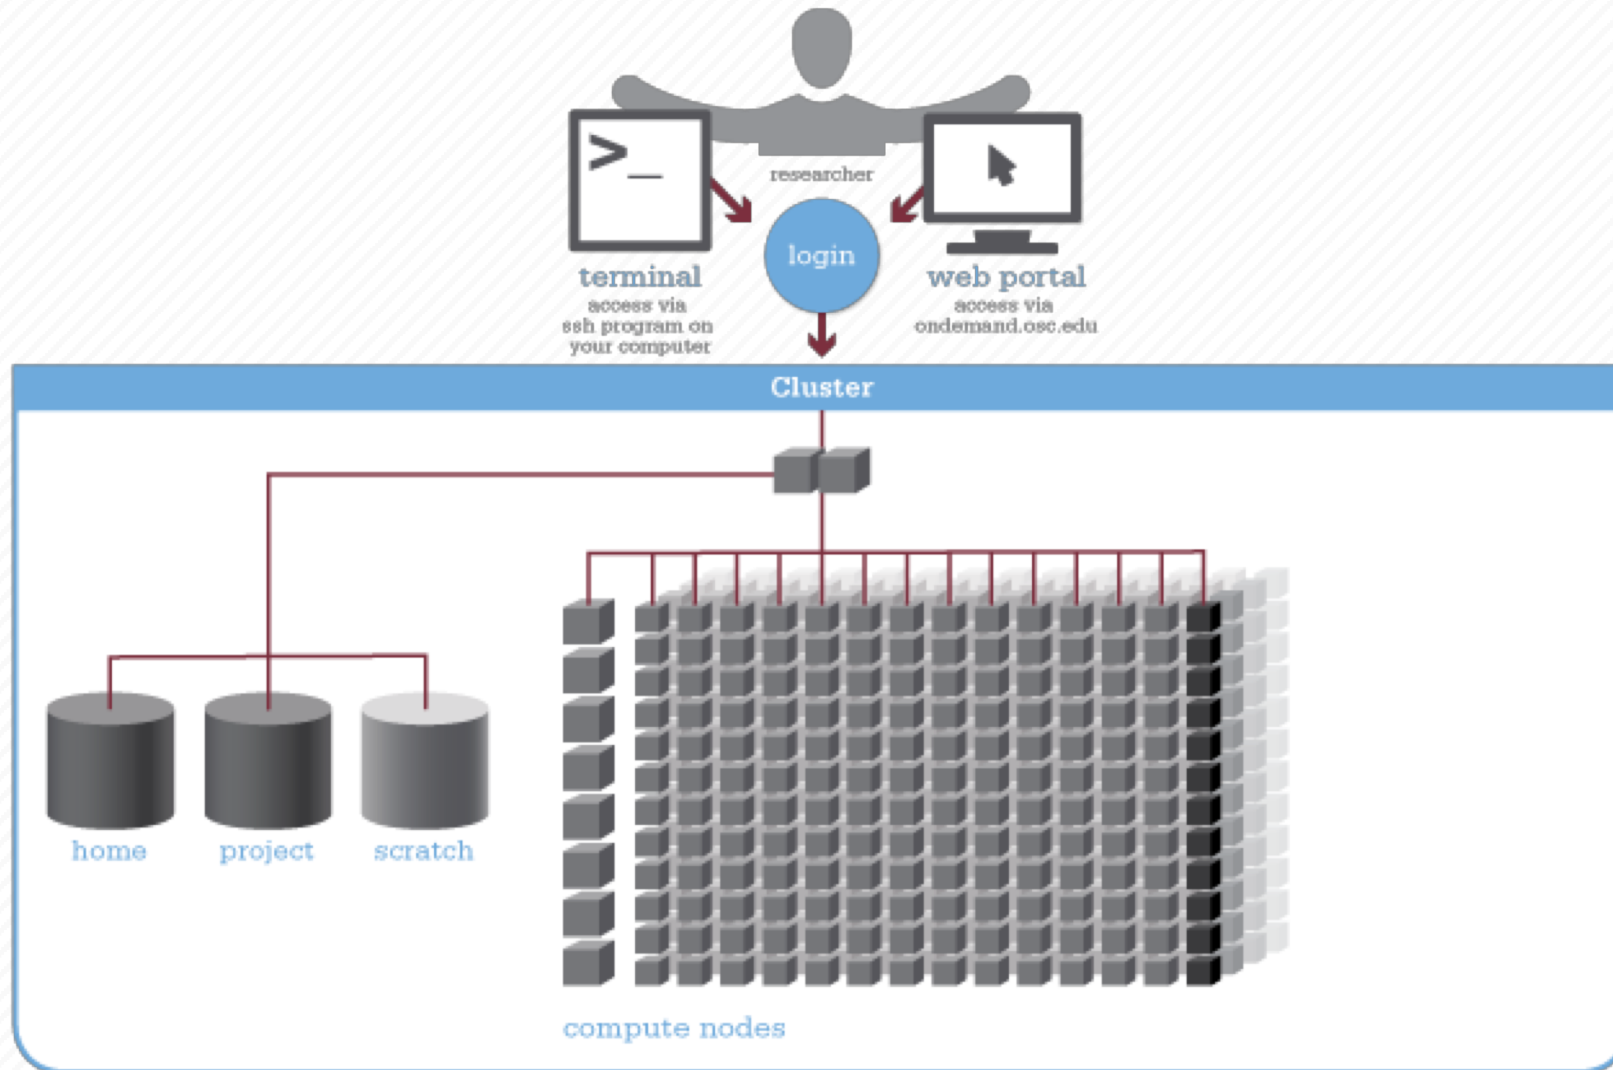 >_
researcher
login
terminal
access via
ssh program on
your computer
web portal
access via
ondemand.osc.edu
Cluster
home
project
scratch
compute nodes